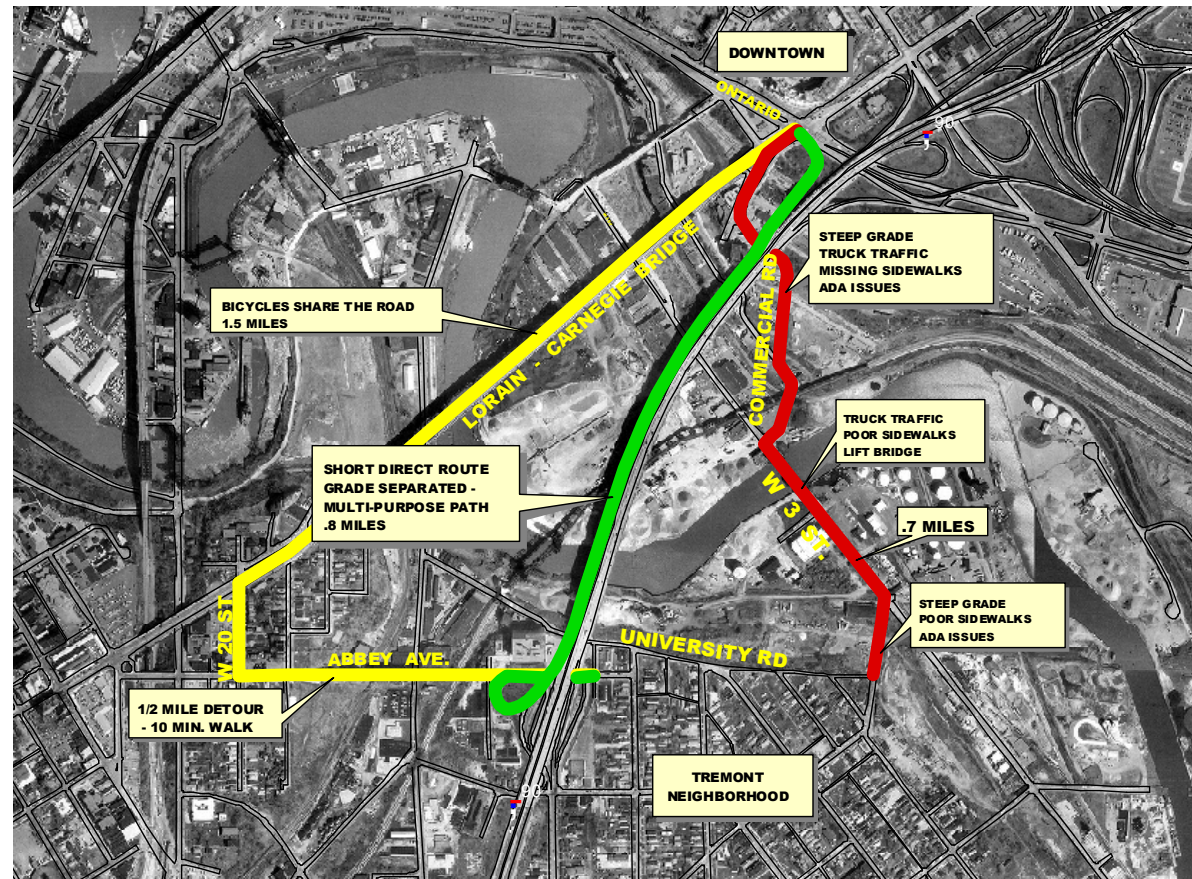 DOWNTOWN
ONTARIO
90
STEEP GRADE
TRUCK TRAFFIC
MISSING SIDEWALKS
ADA ISSUES
BICYCLES SHARE THE ROAD
1.5 MILES
LORAIN - CARNEGIE BRIDGE
COMMERCIAL RD
TRUCK TRAFFIC
POOR SIDEWALKS
LIFT BRIDGE
SHORT DIRECT ROUTE
GRADE SEPARATED -
MULTI-PURPOSE PATH
.8 MILES
W 3 ST.
.7 MILES
STEEP GRADE
POOR SIDEWALKS
ADA ISSUES
W 20 ST
ABBEY AVE.
UNIVERSITY RD
1/2 MILE DETOUR
- 10 MIN. WALK
TREMONT
NEIGHBORHOOD
90